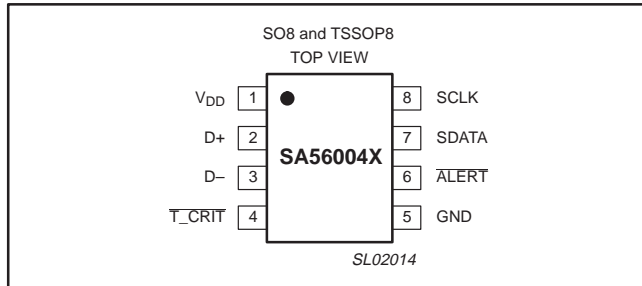 SO8 and TSSOP8
TOP VIEW
VDD 1 8 SCLK
D+ 2 7 SDATA
SA56004X
D– 3 6 ALERT
T_CRIT 4 5 GND
SL02014